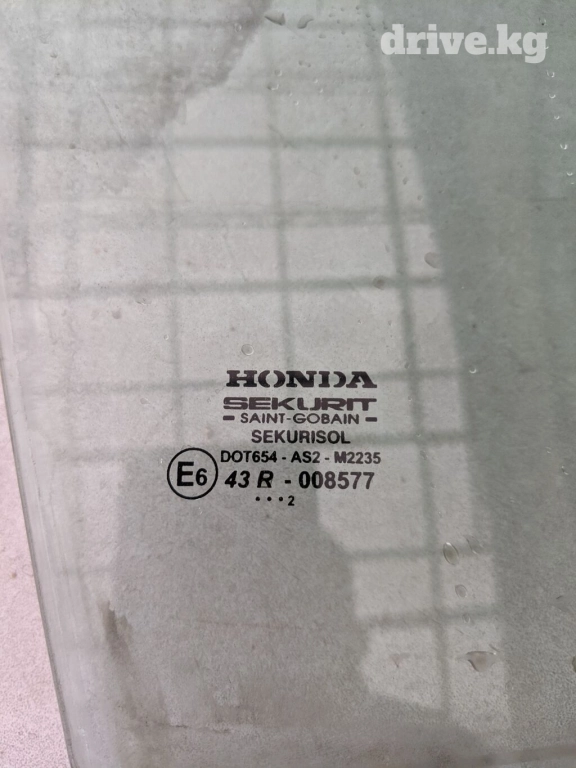 drive.kg
HONDA
SEKURIT
- SAINT-GOBAIN -
SEKURISOL
DOT654 - AS2 - M2235
E6 43 R - 008577
• • • 2